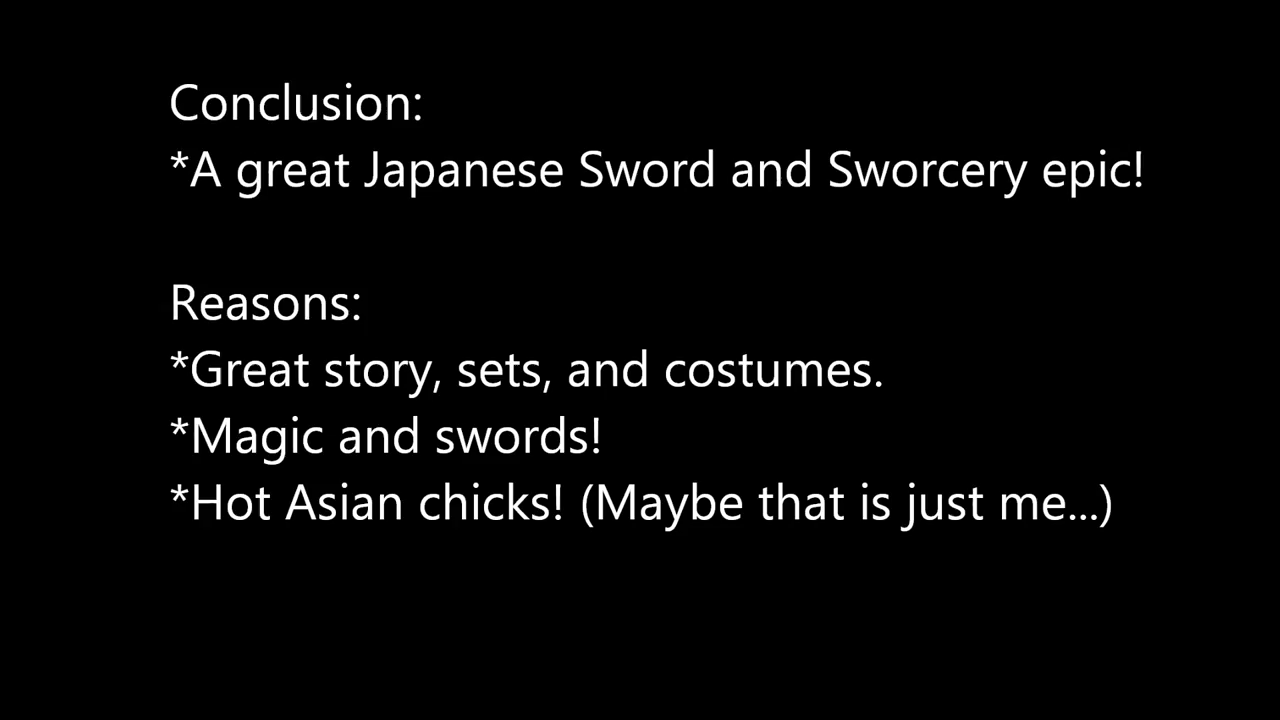 Conclusion:
*A great Japanese Sword and Sworcery epic!
Reasons:
*Great story, sets, and costumes.
*Magic and swords!
*Hot Asian chicks! (Maybe that is just me...)